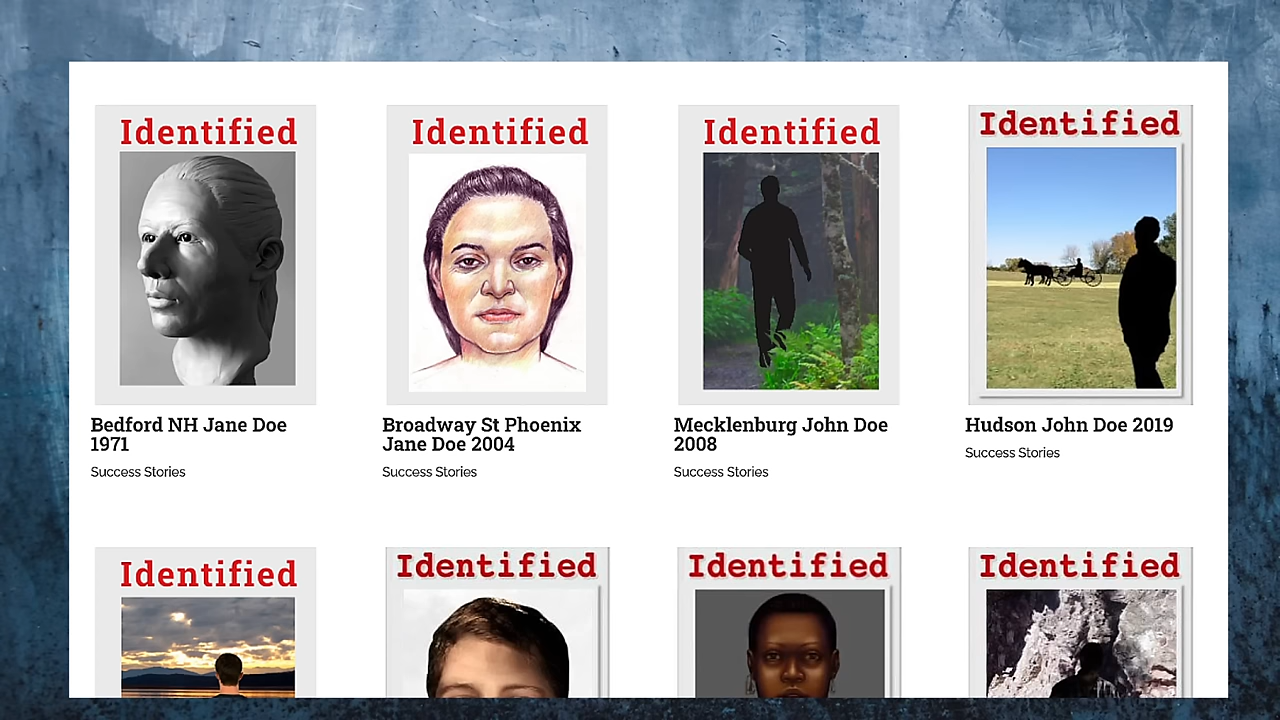 Identified
Identified
Identified
Identified
Bedford NH Jane Doe
1971
Success Stories
Broadway St Phoenix
Jane Doe 2004
Success Stories
Mecklenburg John Doe
2008
Success Stories
Hudson John Doe 2019
Success Stories
Identified
Identified
Identified
Identified